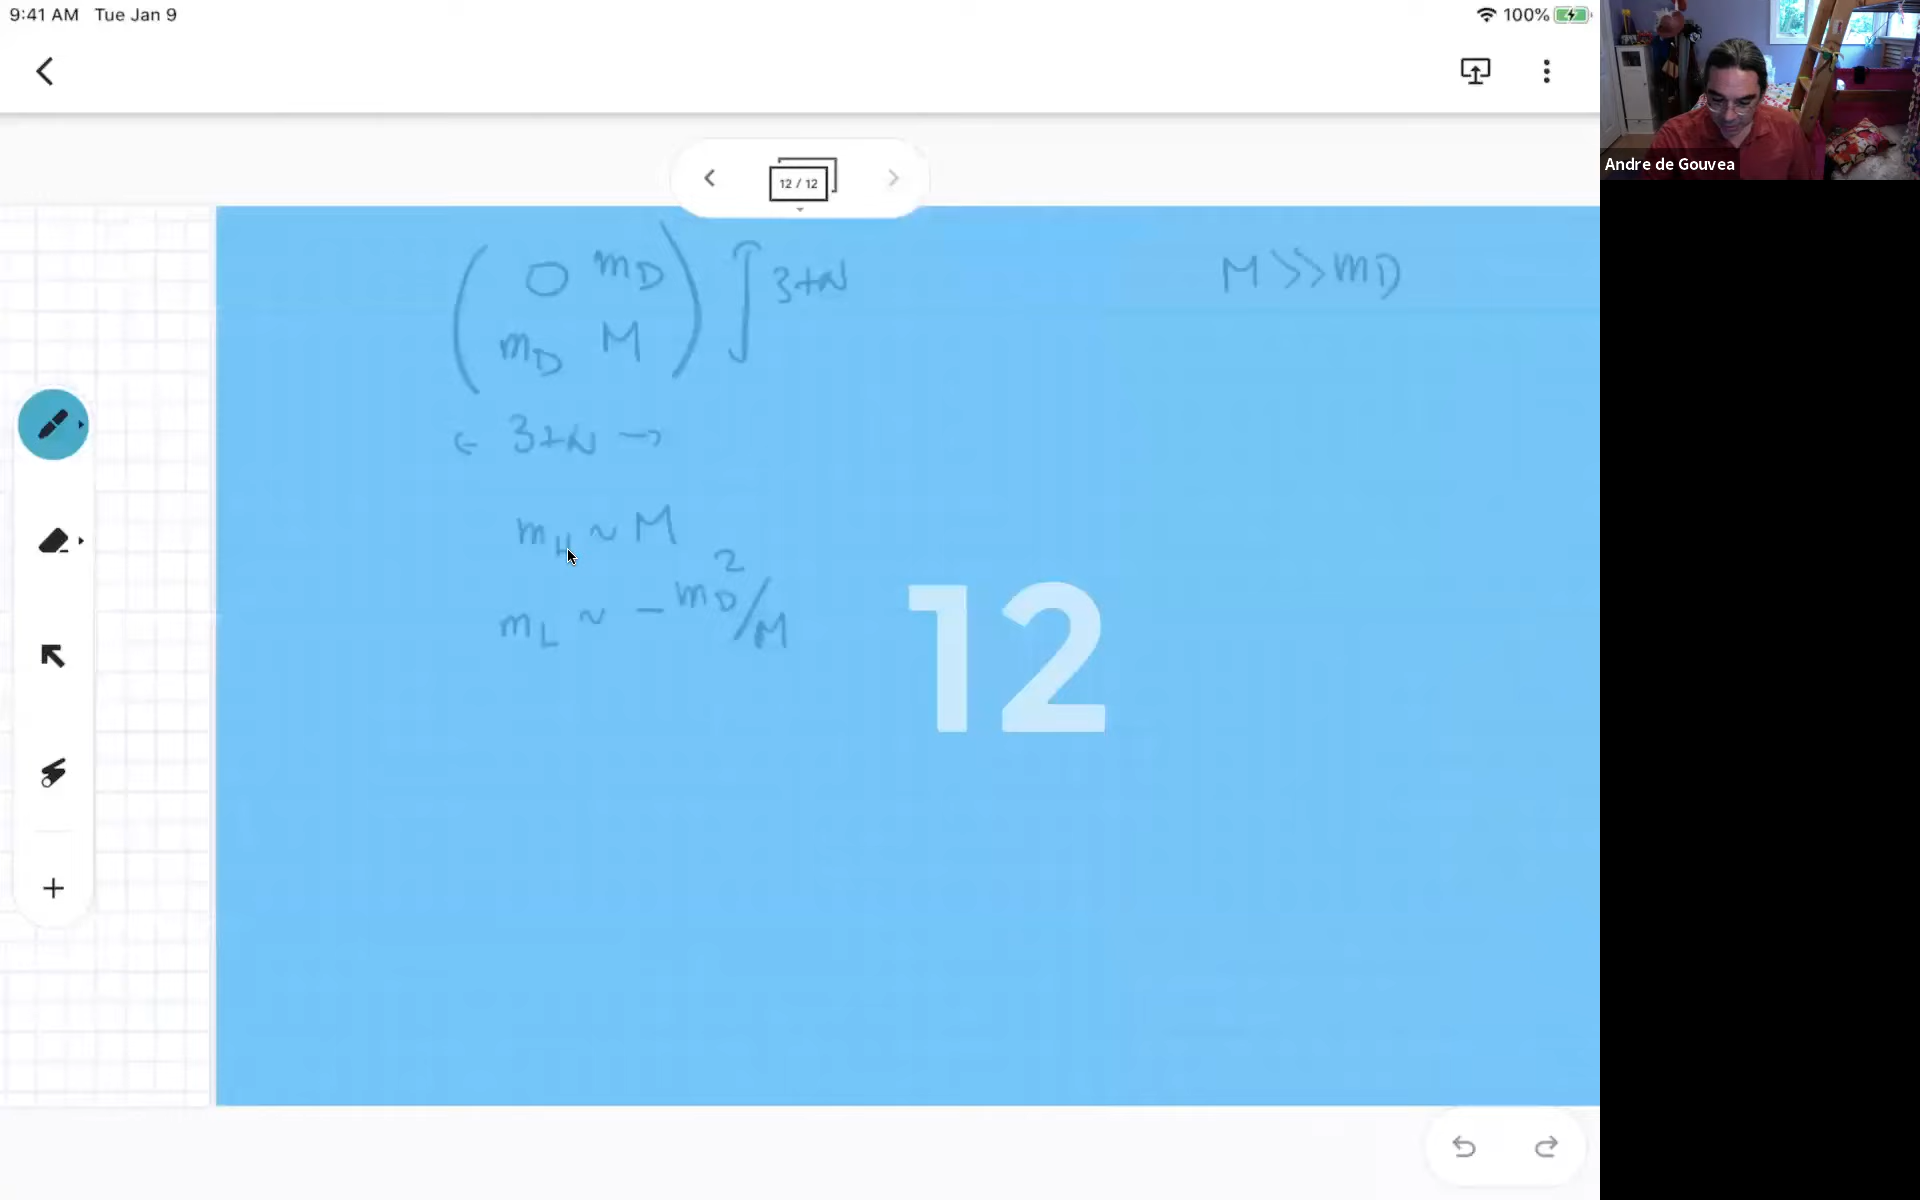 9:41 AM Tue Jan 9
100%
12 / 12
( 0 mD ) ∫ 3+N
( mD M )
M >> mD
← 3+N →
mH ~ M
mL ~ - mD²/M
12
Andre de Gouvea